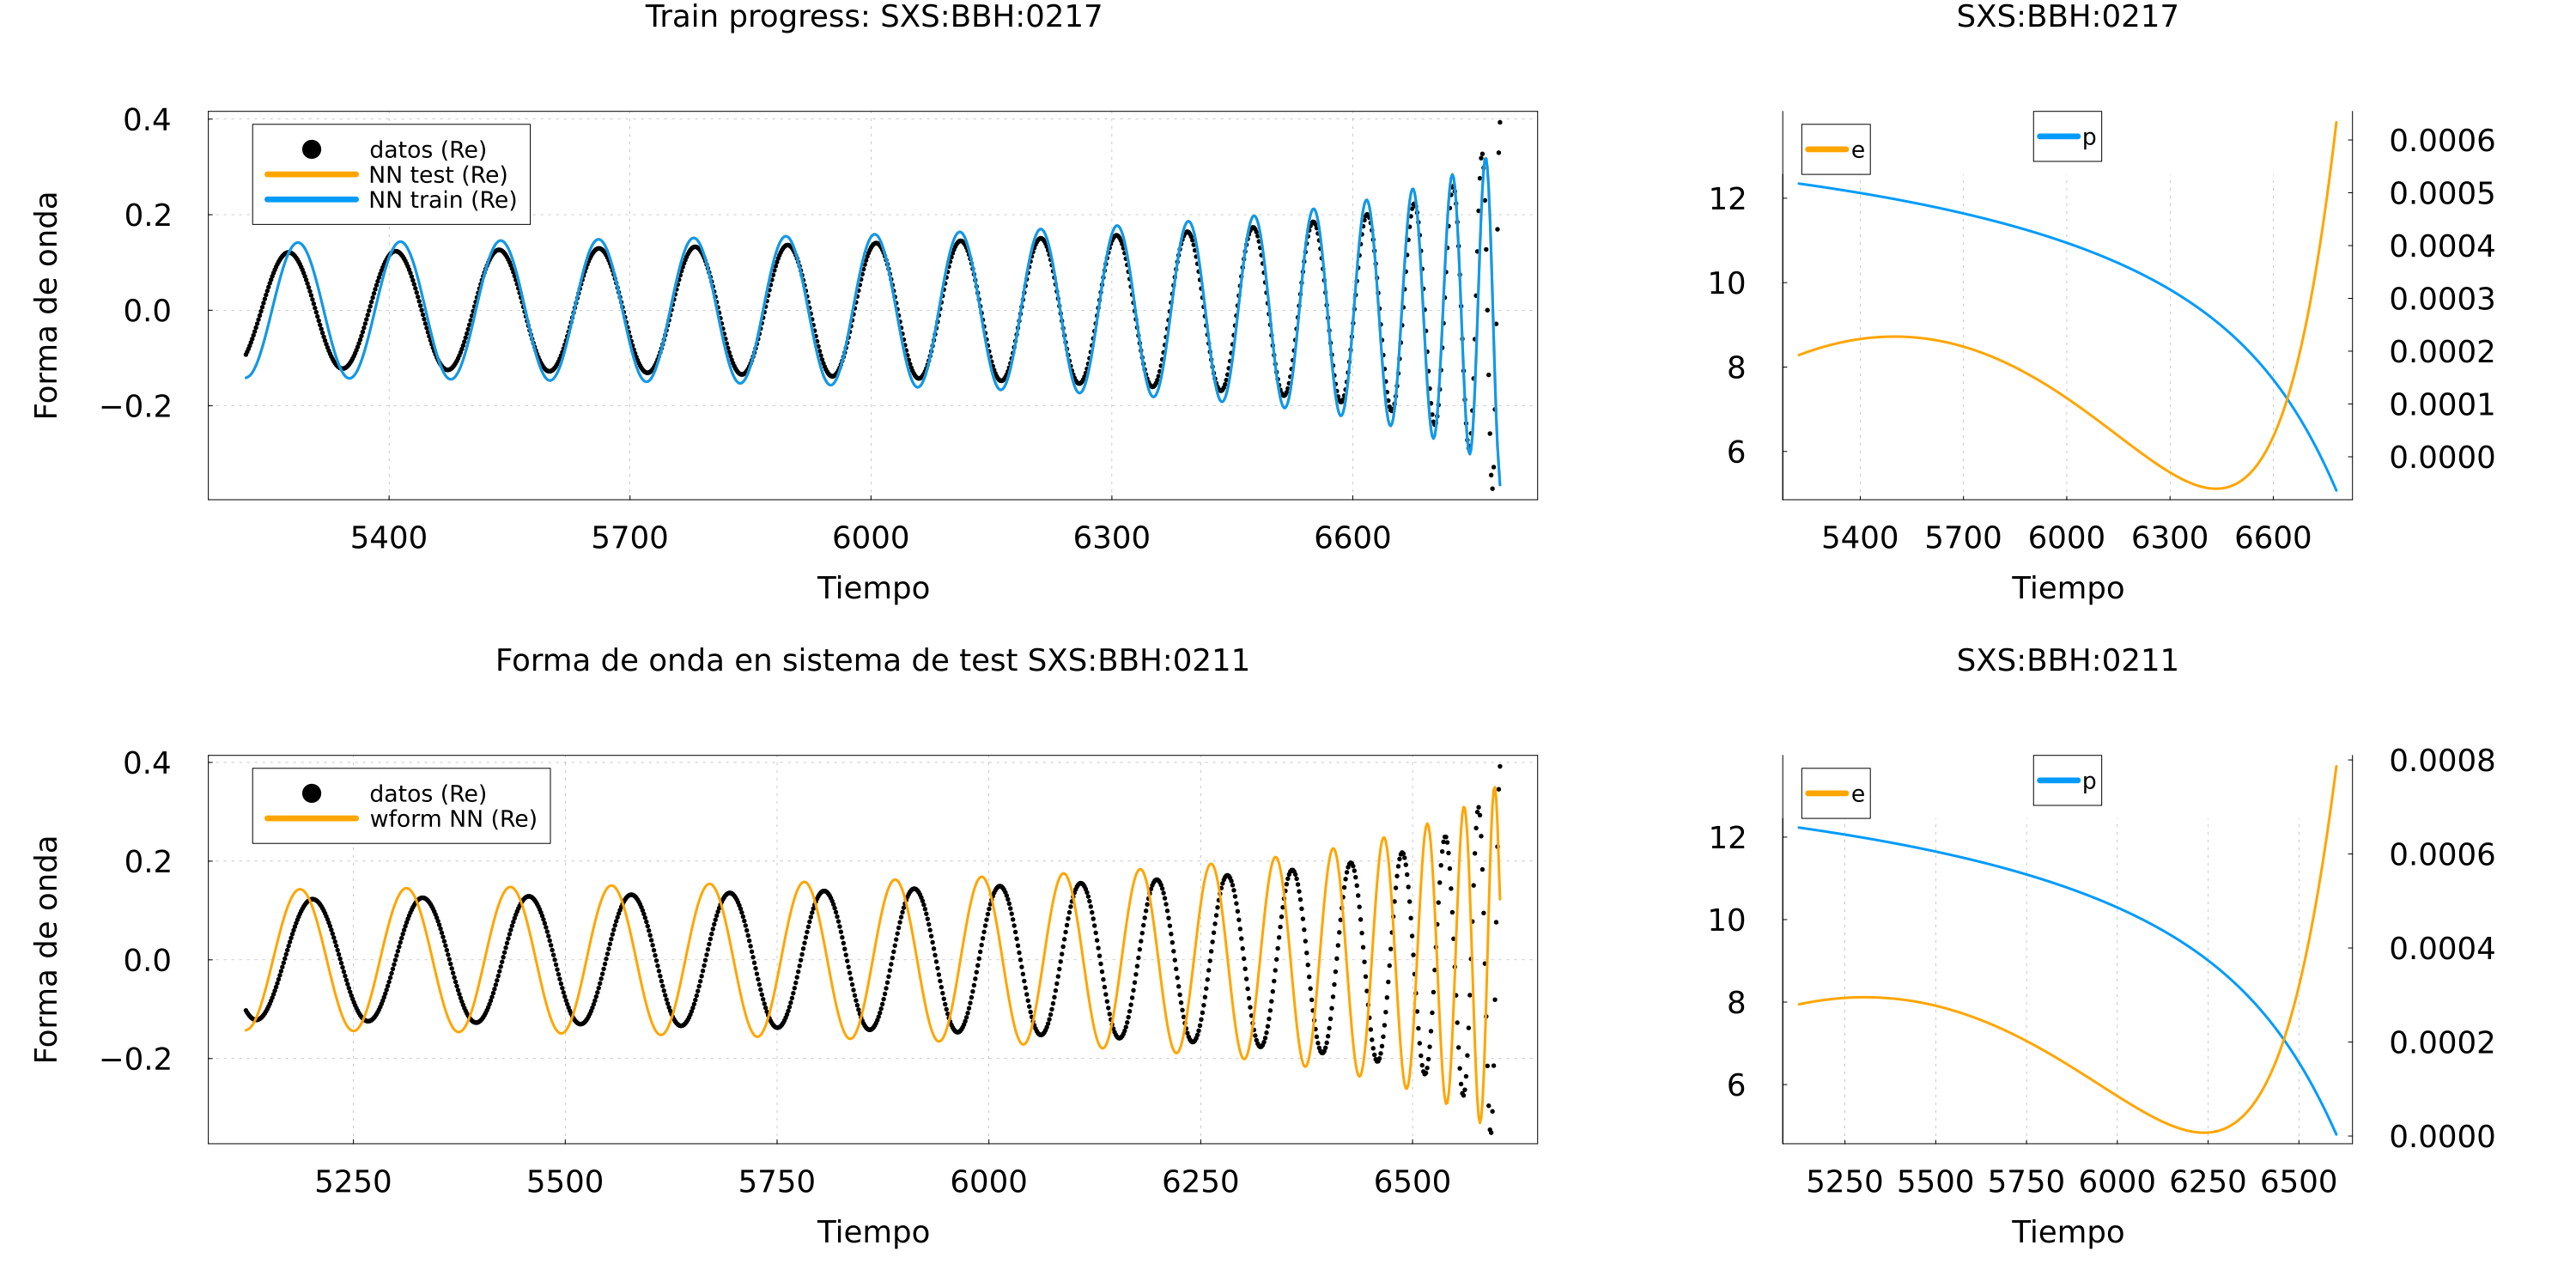 Train progress: SXS:BBH:0217
0.4
0.2
0.0
−0.2
Forma de onda
datos (Re)
NN test (Re)
NN train (Re)
5400 5700 6000 6300 6600
Tiempo
SXS:BBH:0217
12
10
8
6
e
p
0.0006
0.0005
0.0004
0.0003
0.0002
0.0001
0.0000
5400 5700 6000 6300 6600
Tiempo
Forma de onda en sistema de test SXS:BBH:0211
0.4
0.2
0.0
−0.2
Forma de onda
datos (Re)
wform NN (Re)
5250 5500 5750 6000 6250 6500
Tiempo
SXS:BBH:0211
12
10
8
6
e
p
0.0008
0.0006
0.0004
0.0002
0.0000
5250 5500 5750 6000 6250 6500
Tiempo